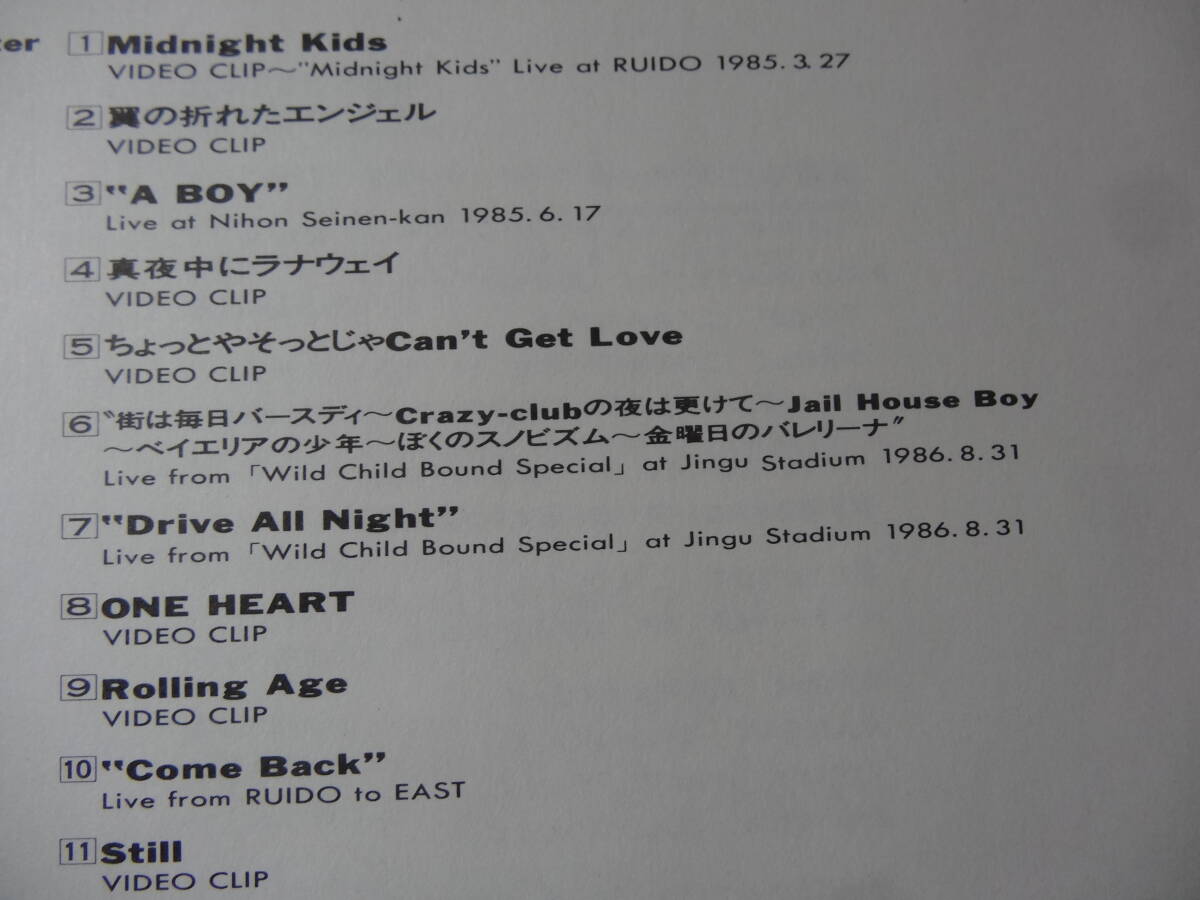 1 Midnight Kids
VIDEO CLIP～"Midnight Kids" Live at RUIDO 1985. 3. 27
2 翼の折れたエンジェル
VIDEO CLIP
3 "A BOY"
Live at Nihon Seinen-kan 1985. 6. 17
4 真夜中にラナウェイ
VIDEO CLIP
5 ちょっとやそっとじゃCan't Get Love
VIDEO CLIP
6 "街は毎日バースディ～Crazy-clubの夜は更けて～Jail House Boy
～ベイエリアの少年～ぼくのスノビズム～金曜日のバレリーナ"
Live from 「Wild Child Bound Special」 at Jingu Stadium 1986. 8. 31
7 "Drive All Night"
Live from 「Wild Child Bound Special」 at Jingu Stadium 1986. 8. 31
8 ONE HEART
VIDEO CLIP
9 Rolling Age
VIDEO CLIP
10 "Come Back"
Live from RUIDO to EAST
11 Still
VIDEO CLIP